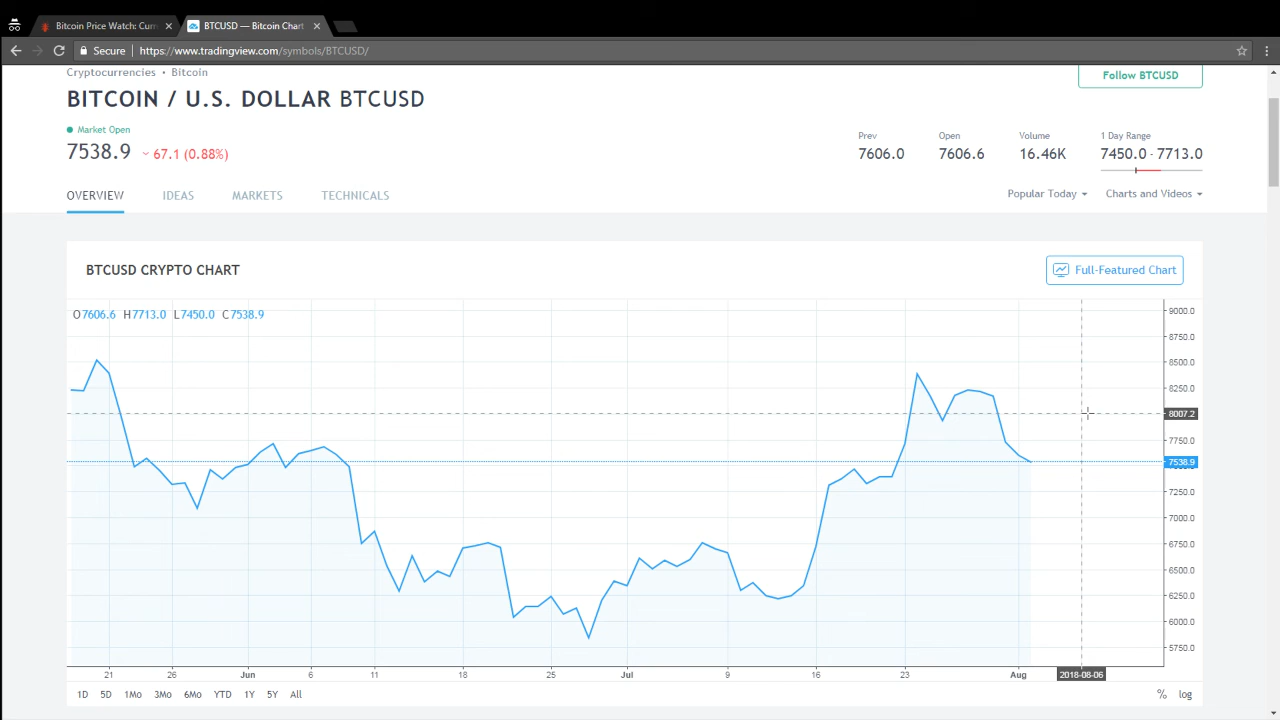 Bitcoin Price Watch: Curr
BTCUSD — Bitcoin Chart
Secure https://www.tradingview.com/symbols/BTCUSD/
Cryptocurrencies • Bitcoin
Follow BTCUSD
BITCOIN / U.S. DOLLAR BTCUSD
Market Open
7538.9 67.1 (0.88%)
Prev Open Volume 1 Day Range
7606.0 7606.6 16.46K 7450.0 - 7713.0
OVERVIEW IDEAS MARKETS TECHNICALS
Popular Today Charts and Videos
BTCUSD CRYPTO CHART
Full-Featured Chart
O7606.6 H7713.0 L7450.0 C7538.9
9000.0
8750.0
8500.0
8250.0
8007.2
7750.0
7538.9
7250.0
7000.0
6750.0
6500.0
6250.0
6000.0
5750.0
21 26 Jun 6 11 18 25 Jul 9 16 23 Aug 2018-08-06
1D 5D 1Mo 3Mo 6Mo YTD 1Y 5Y All
% log